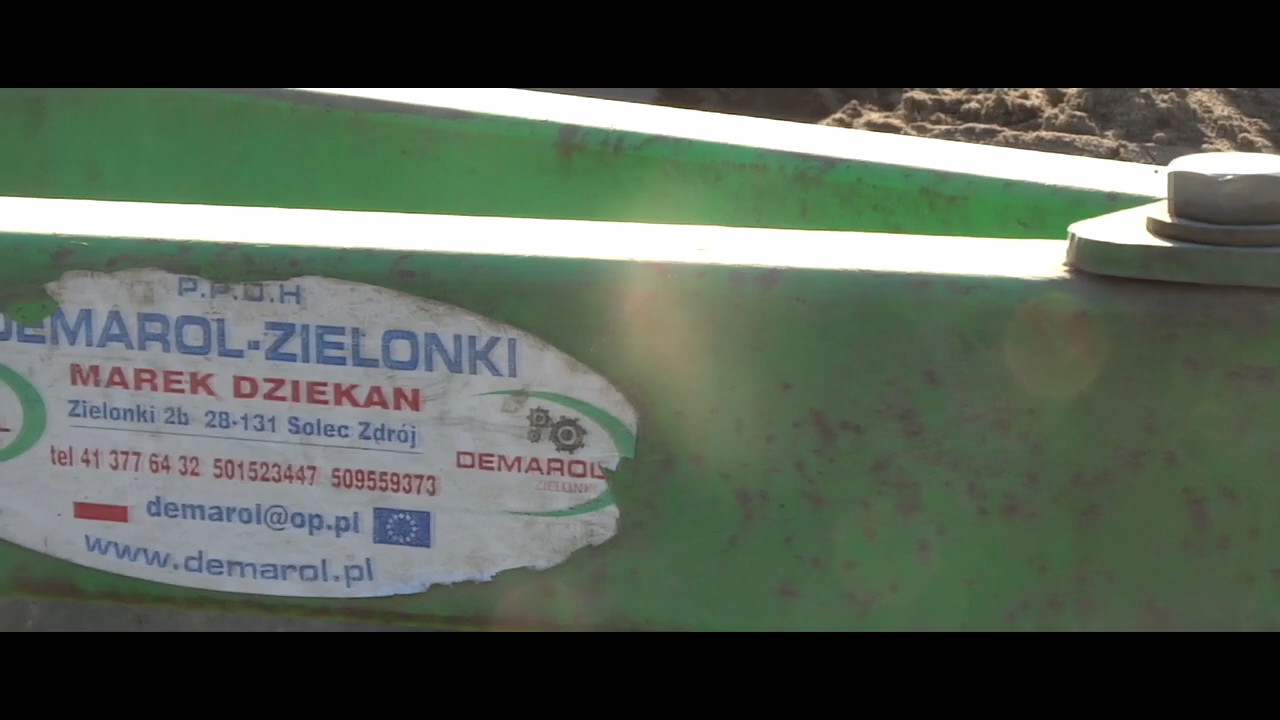 P.P.U.H
DEMAROL-ZIELONKI
MAREK DZIEKAN
Zielonki 2b 28-131 Solec Zdrój
tel 41 377 64 32 501523447 509559373
demarol@op.pl
www.demarol.pl
DEMAROL
ZIELONKI